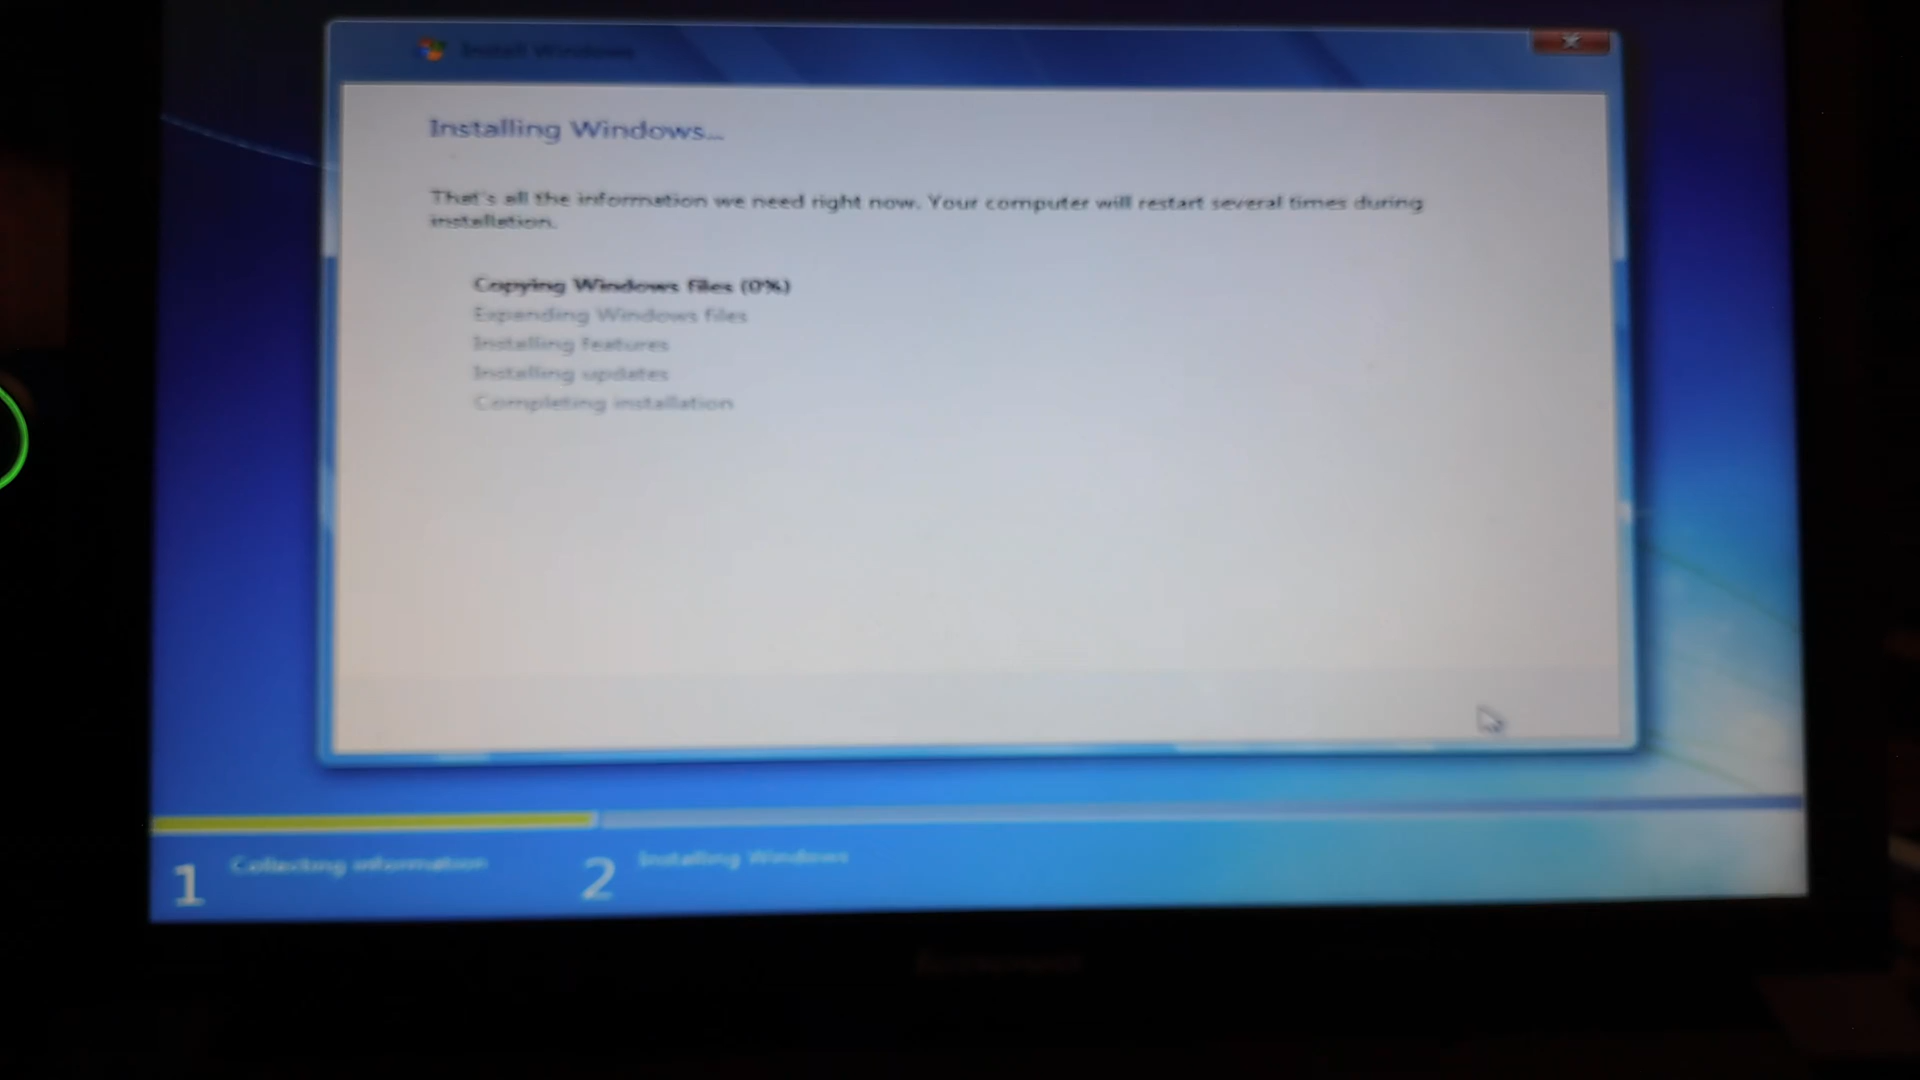 Install Windows
Installing Windows...
That's all the information we need right now. Your computer will restart several times during
installation.
Copying Windows files (0%)
Expanding Windows files
Installing features
Installing updates
Completing installation
1 Collecting information
2 Installing Windows